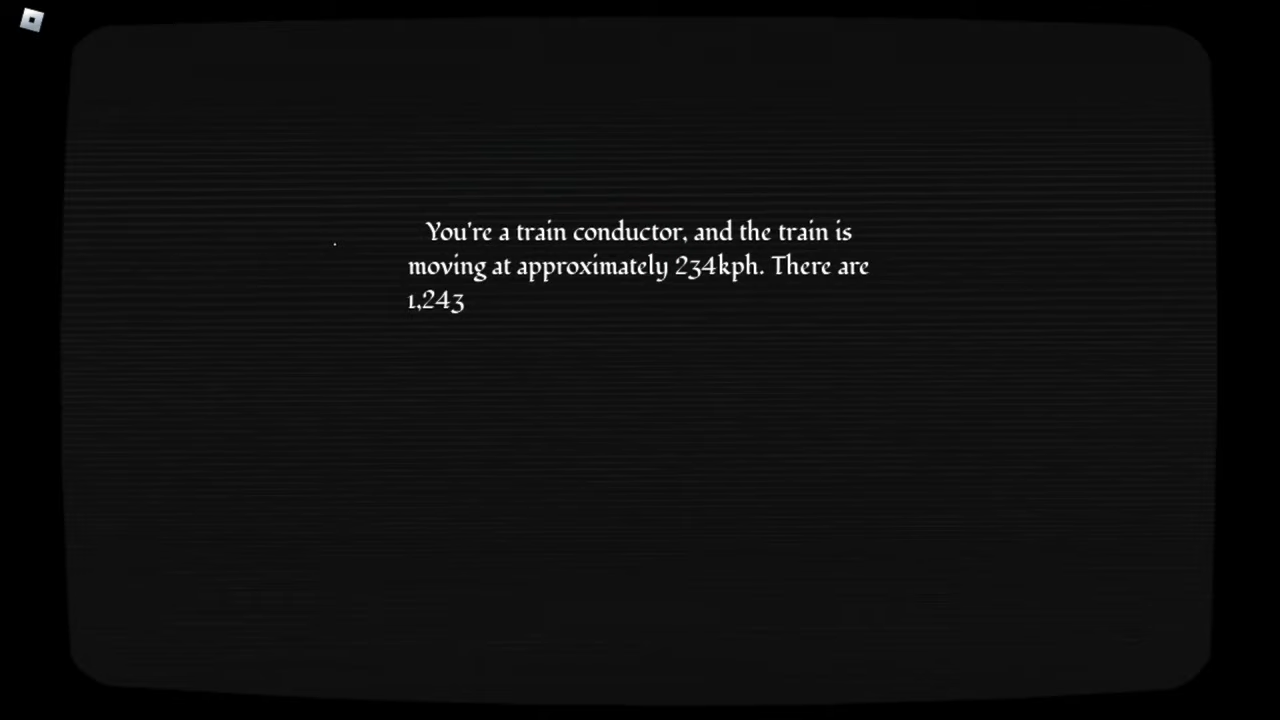 You're a train conductor, and the train is
moving at approximately 234kph. There are
1,243